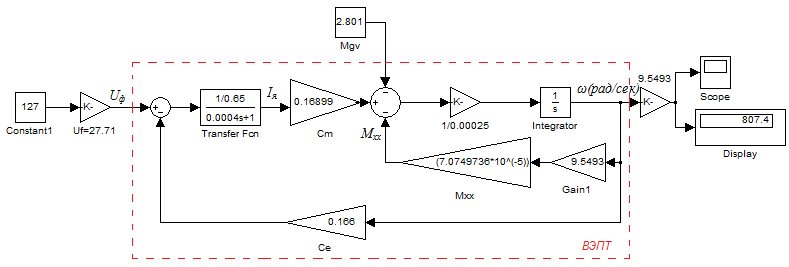 2.801
Mgv
127
Constant1
K-
Uf=27.71
Uф
1/0.65
0.0004s+1
Transfer Fcn
Iя
0.16899
Cm
Mхх
K-
1/0.00025
1
s
Integrator
ω(рад/сек)
9.5493
K-
Scope
807.4
Display
(7.0749736*10^(-5))
Mxx
9.5493
Gain1
0.166
Ce
ВЭПТ